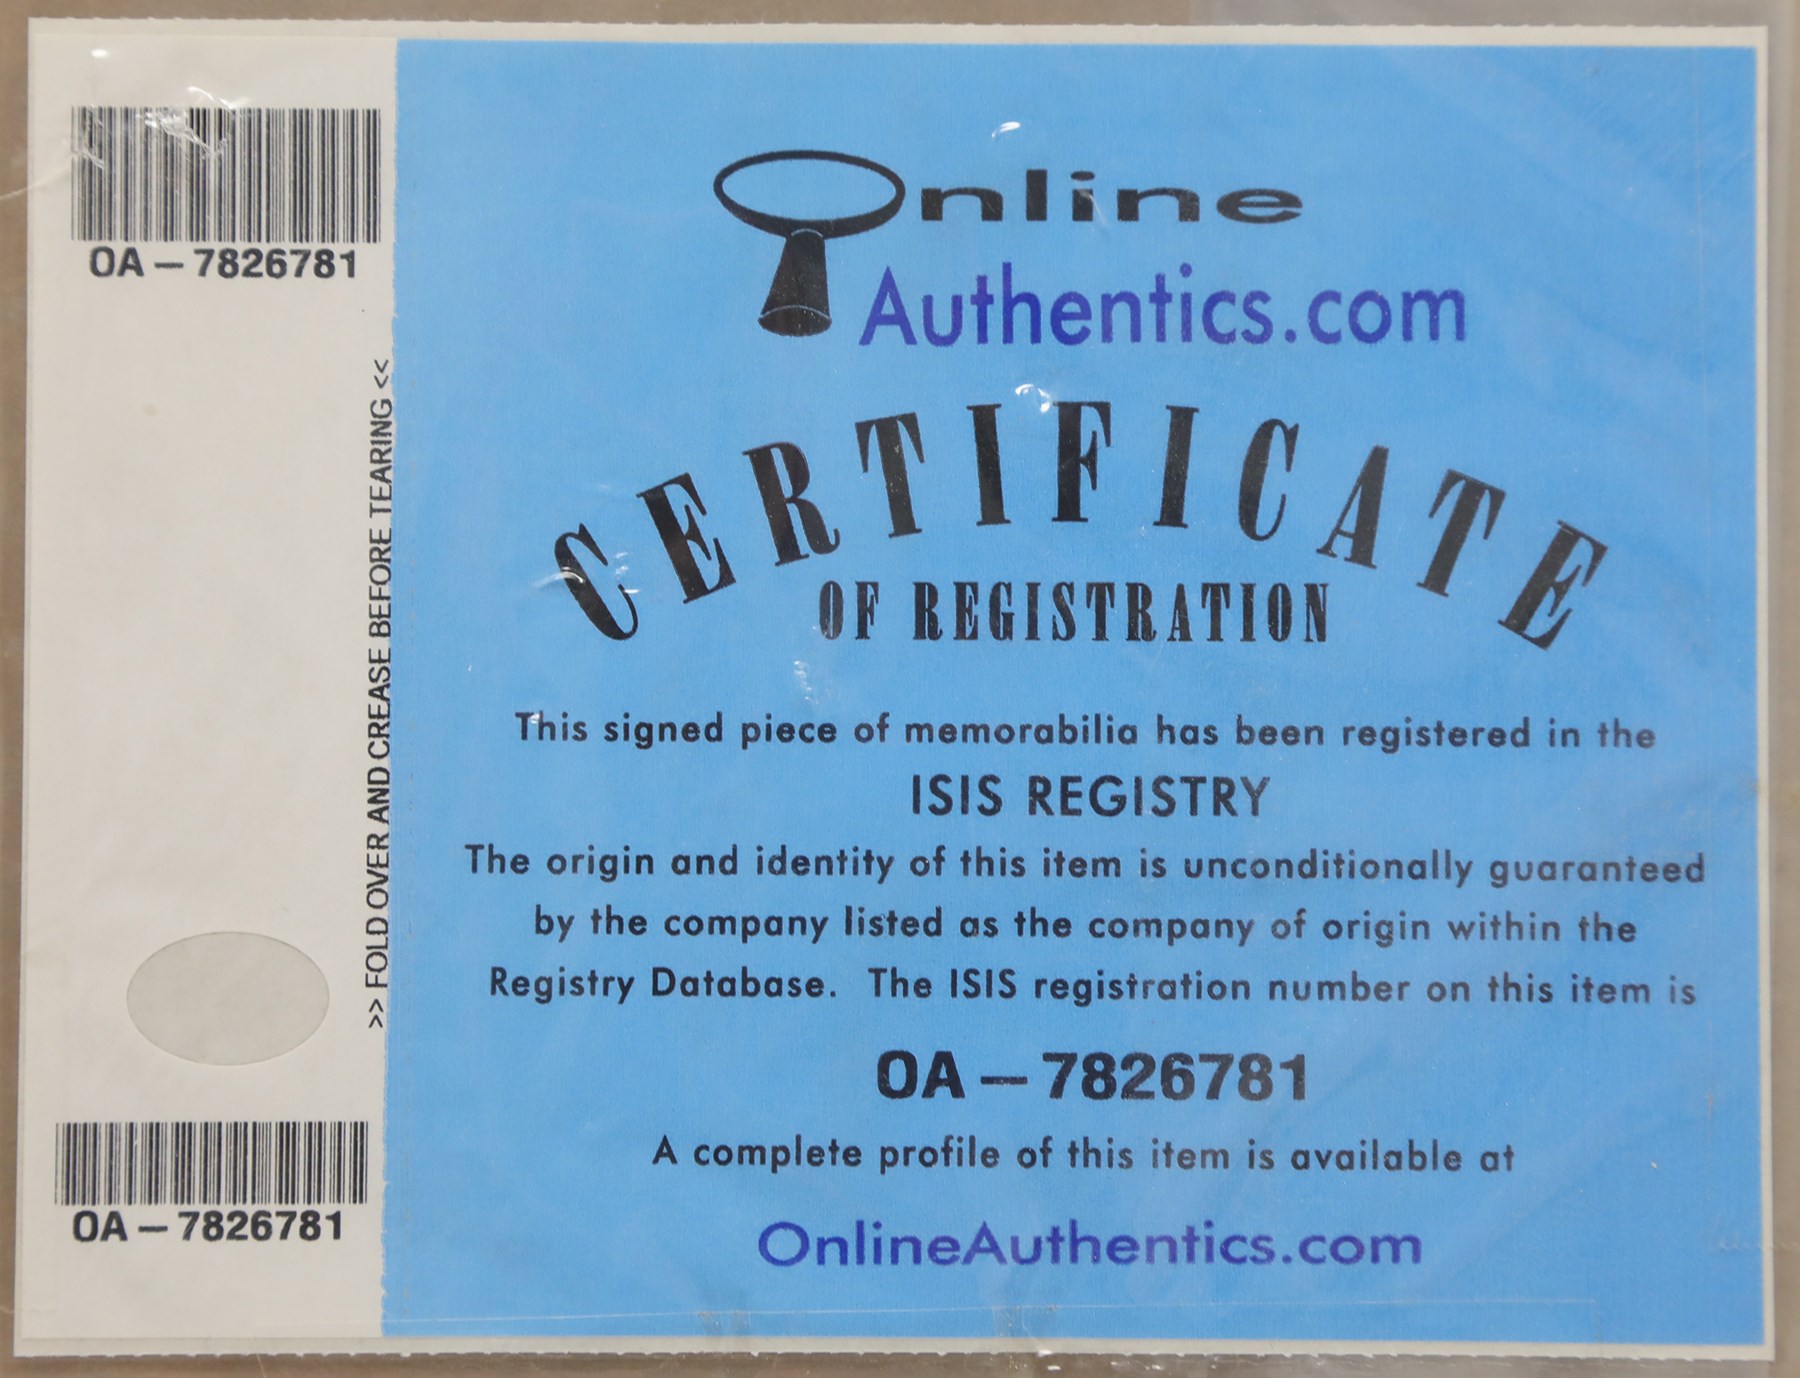 OA – 7826781
>> FOLD OVER AND CREASE BEFORE TEARING <<
OA – 7826781
Online
Authentics.com
CERTIFICATE
OF REGISTRATION
This signed piece of memorabilia has been registered in the
ISIS REGISTRY
The origin and identity of this item is unconditionally guaranteed
by the company listed as the company of origin within the
Registry Database. The ISIS registration number on this item is
OA – 7826781
A complete profile of this item is available at
OnlineAuthentics.com